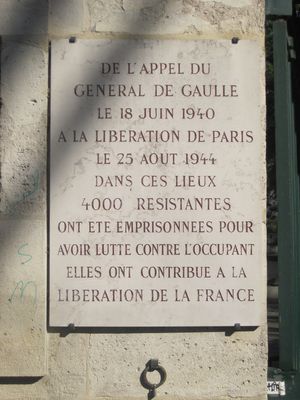 DE L'APPEL DU
GENERAL DE GAULLE
LE 18 JUIN 1940
A LA LIBERATION DE PARIS
LE 25 AOUT 1944
DANS CES LIEUX
4000 RESISTANTES
ONT ETE EMPRISONNEES POUR
AVOIR LUTTE CONTRE L'OCCUPANT
ELLES ONT CONTRIBUE A LA
LIBERATION DE LA FRANCE